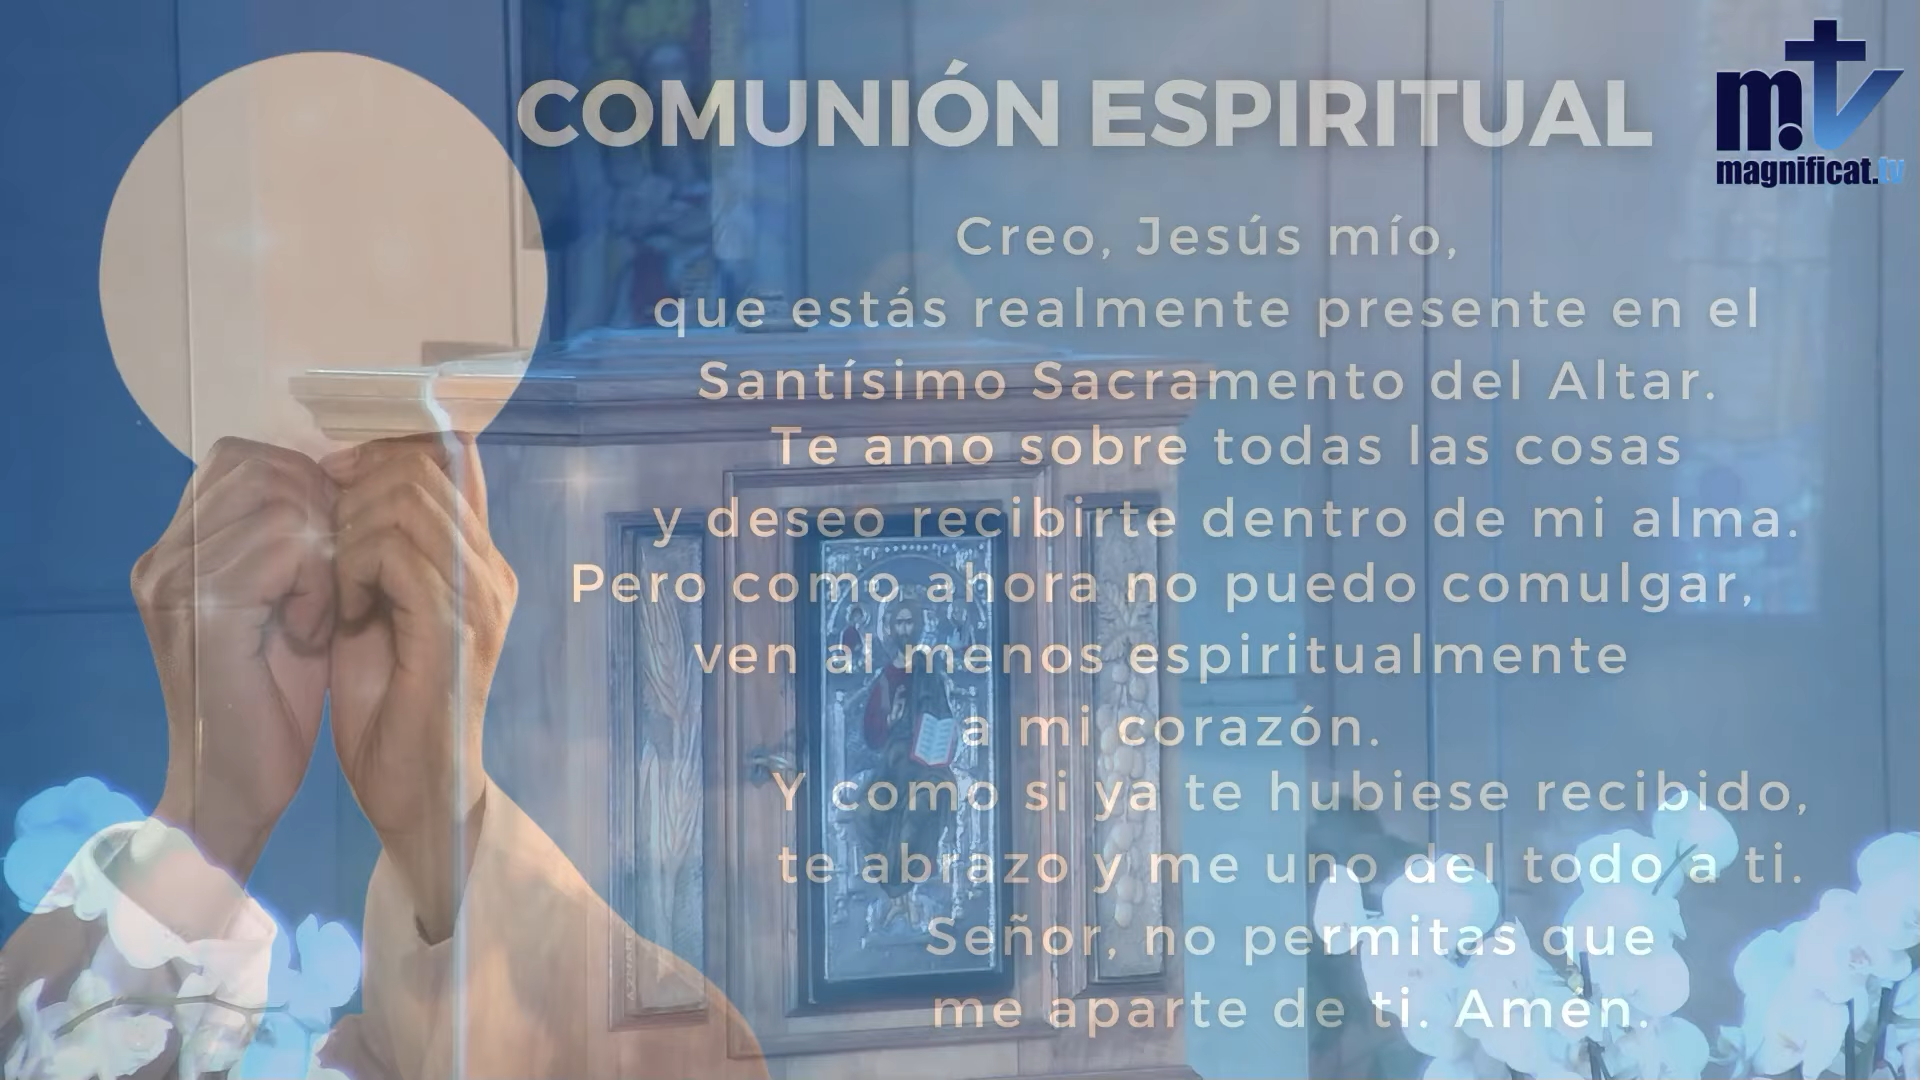 COMUNIÓN ESPIRITUAL
mtv
magnificat.tv
Creo, Jesús mío,
que estás realmente presente en el
Santísimo Sacramento del Altar.
Te amo sobre todas las cosas
y deseo recibirte dentro de mi alma.
Pero como ahora no puedo comulgar,
ven al menos espiritualmente
a mi corazón.
Y como si ya te hubiese recibido,
te abrazo y me uno del todo a ti.
Señor, no permitas que
me aparte de ti. Amén.